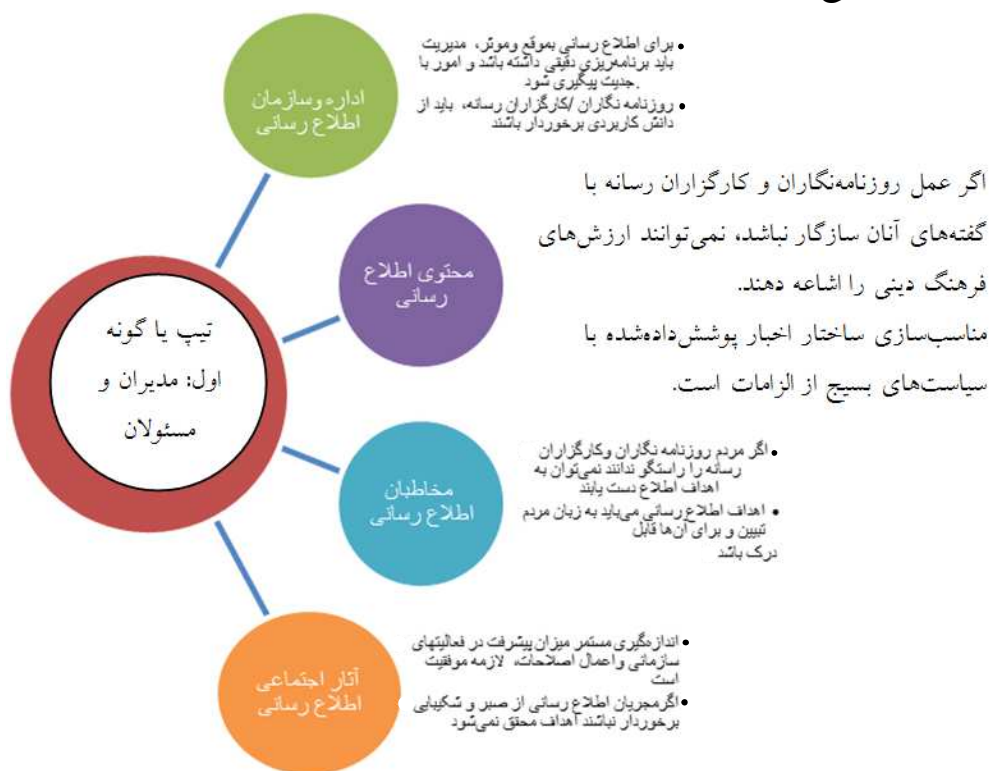 • برای اطلاع رسانی بموقع وموثر، مدیریت
باید برنامه‌ریزی دقیقی داشته باشد و امور با
جدیت پیگیری شود.
• روزنامه نگاران /کارگزاران رسانه، باید از
دانش کاربردی برخوردار باشند
اداره وسازمان
اطلاع رسانی
اگر عمل روزنامه‌نگاران و کارگزاران رسانه با
گفته‌های آنان سازگار نباشد، نمی‌توانند ارزش‌های
فرهنگ دینی را اشاعه دهند.
مناسب‌سازی ساختار اخبار پوشش‌داده‌شده با
سیاست‌های بسیج از الزامات است.
محتوی اطلاع
رسانی
تیپ یا گونه
اول: مدیران و
مسئولان
• اگر مردم روزنامه نگاران وکارگزاران
رسانه را راستگو ندانند نمی‌توان به
اهداف اطلاع دست یابند
• اهداف اطلاع رسانی می‌باید به زبان مردم
تبیین و برای آن‌ها قابل
درک باشد
مخاطبان
اطلاع رسانی
• اندازه‌گیری مستمر میزان پیشرفت در فعالیتهای
سازمانی واعمال اصلاحات، لازمه موفقیت
است
• اگرمجریان اطلاع رسانی از صبر و شکیبایی
برخوردار نباشند اهداف محقق نمی‌شود
آثار اجتماعی
اطلاع رسانی